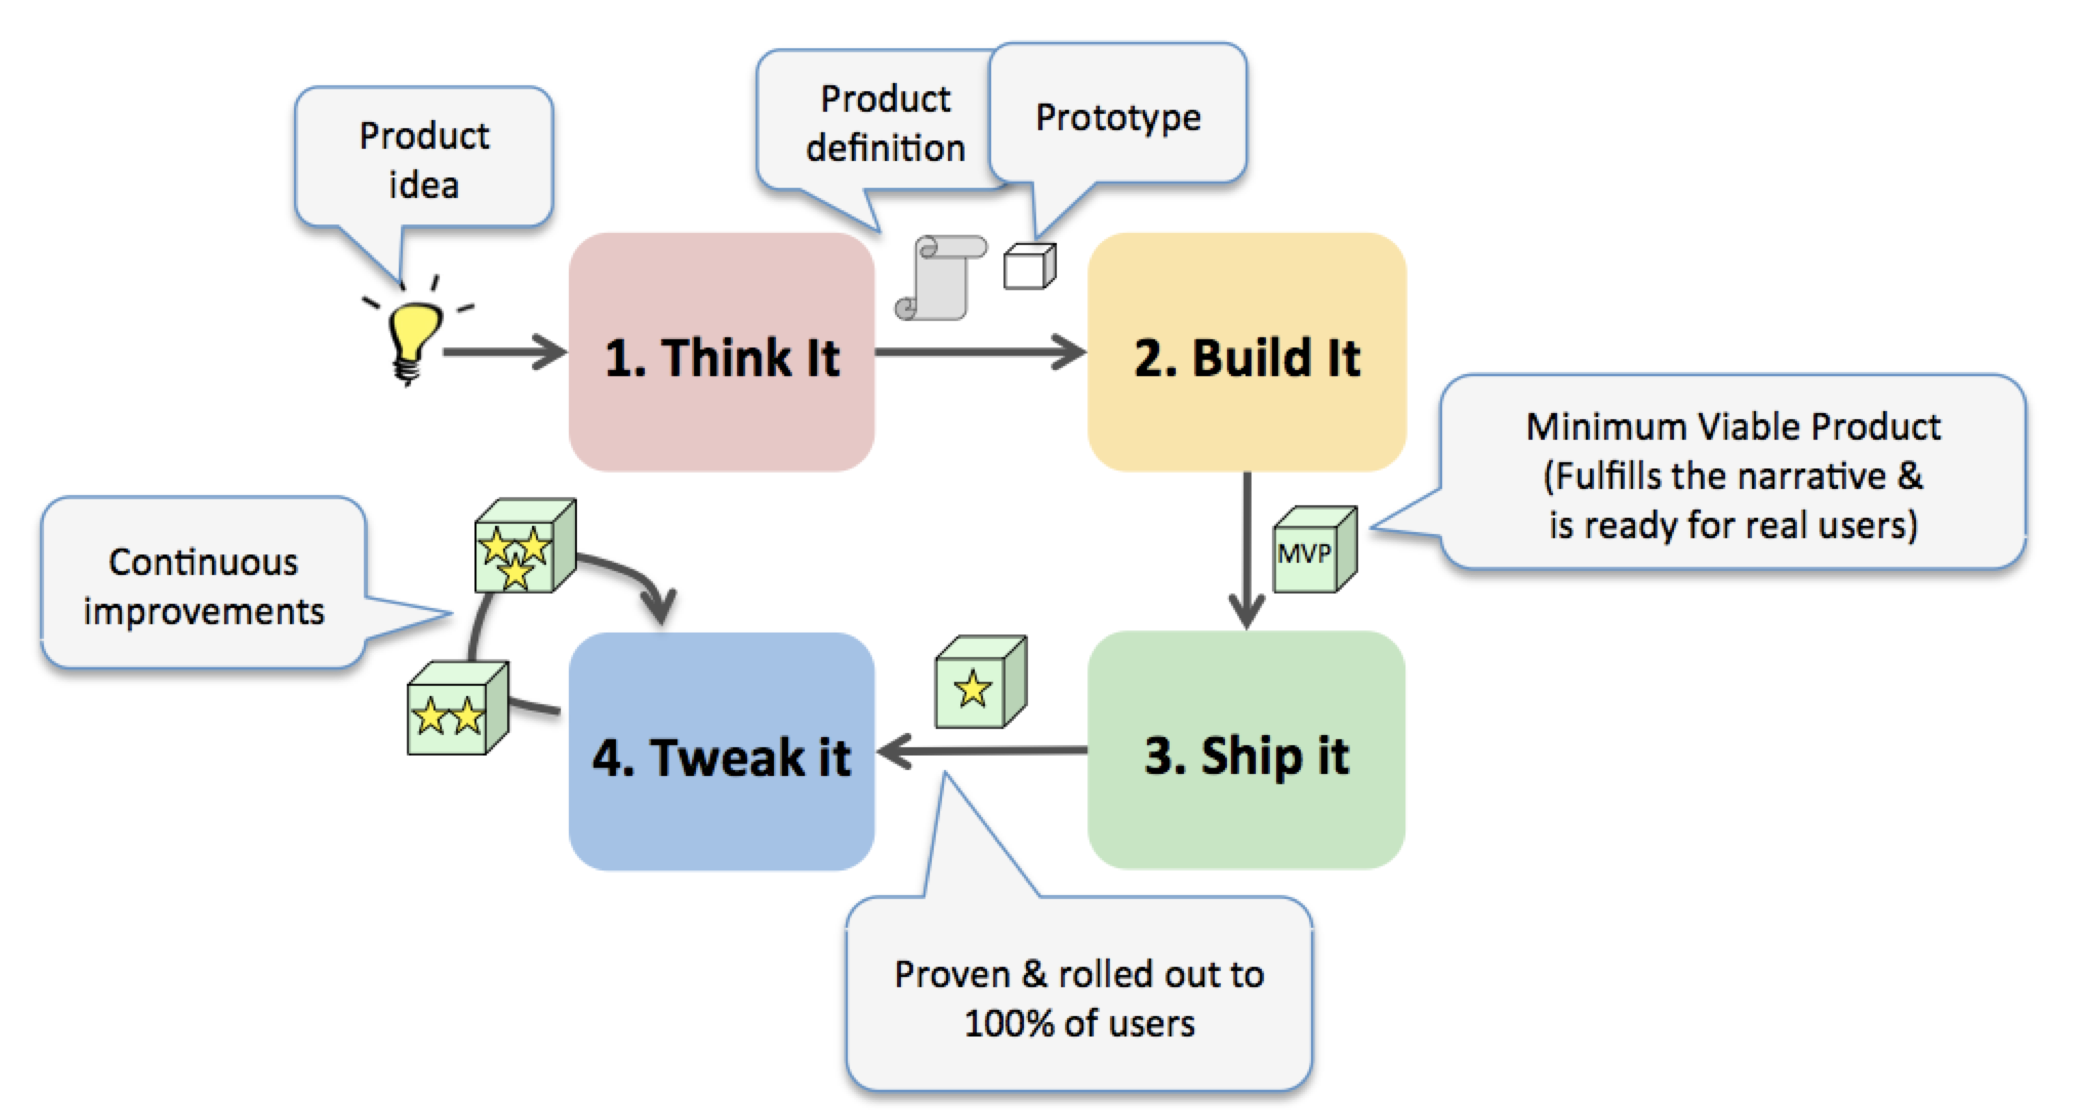 Product
idea
Product
definition
Prototype
1. Think It
2. Build It
Minimum Viable Product
(Fulfills the narrative &
is ready for real users)
MVP
Continuous
improvements
4. Tweak it
3. Ship it
Proven & rolled out to
100% of users